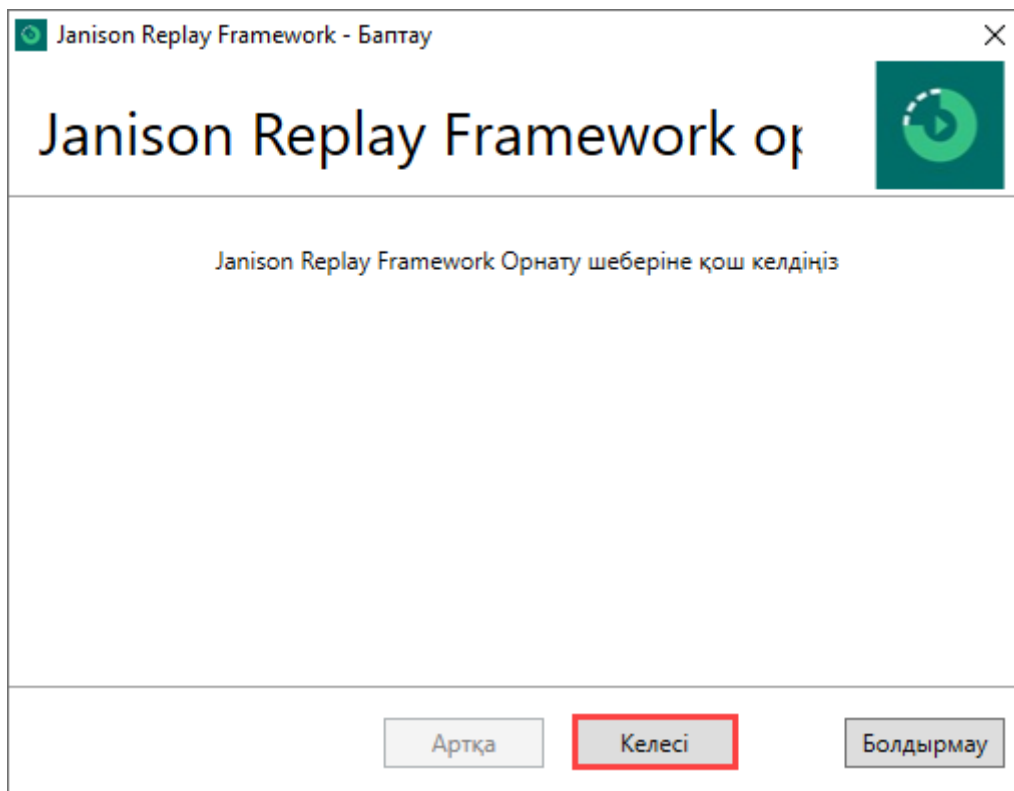 Janison Replay Framework - Баптау
Janison Replay Framework ор
Janison Replay Framework Орнату шеберіне қош келдіңіз
Артқа
Келесі
Болдырмау